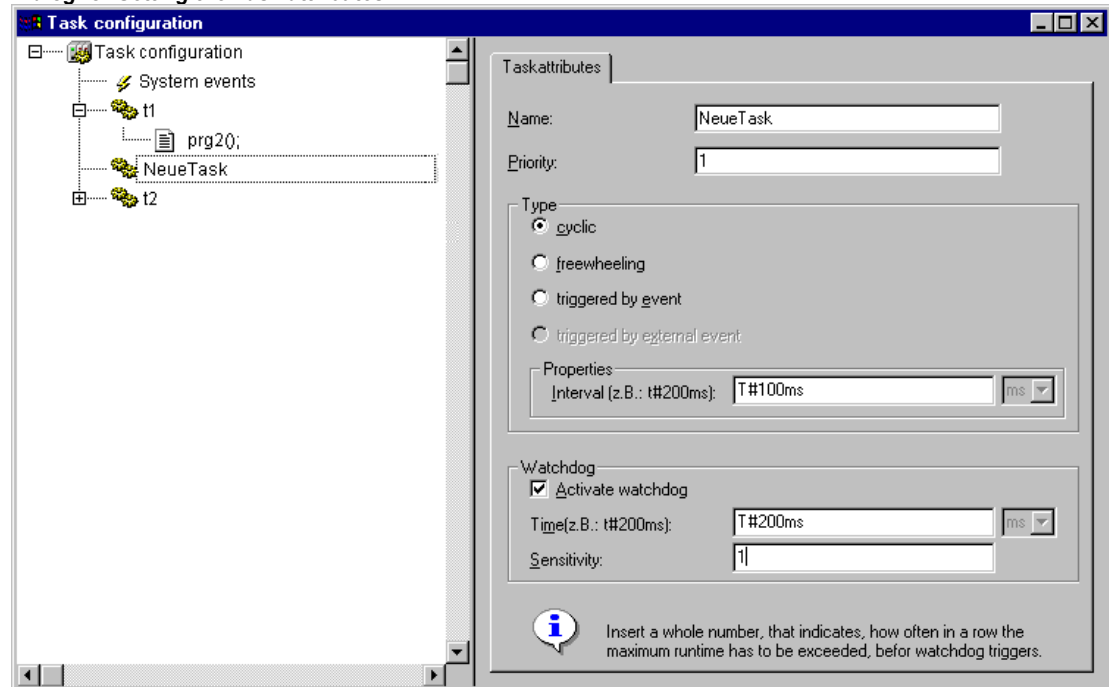 Task configuration
Task configuration
System events
t1
prg2();
NeueTask
t2
Taskattributes
Name: NeueTask
Priority: 1
Type
cyclic
freewheeling
triggered by event
triggered by external event
Properties
Interval (z.B.: t#200ms): T#100ms ms
Watchdog
Activate watchdog
Time(z.B.: t#200ms): T#200ms ms
Sensitivity: 1
Insert a whole number, that indicates, how often in a row the
maximum runtime has to be exceeded, befor watchdog triggers.